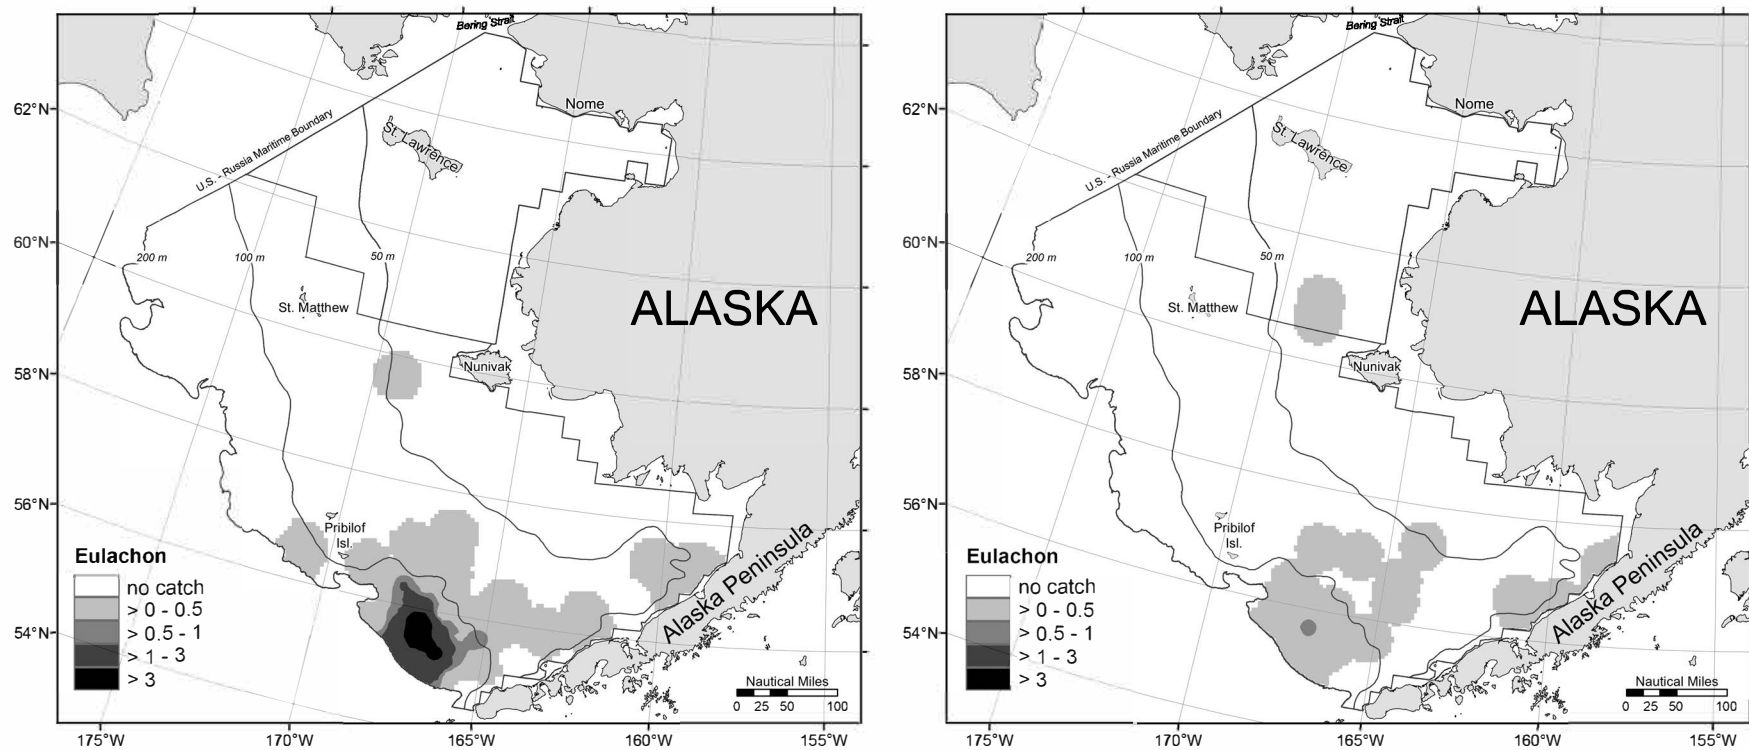 Bering Strait
Nome
62°N
St. Lawrence
U.S. - Russia Maritime Boundary
60°N
200 m
100 m
50 m
St. Matthew
ALASKA
58°N
Nunivak
56°N
Pribilof
Isl.
Alaska Peninsula
54°N
Eulachon
no catch
> 0 - 0.5
> 0.5 - 1
> 1 - 3
> 3
Nautical Miles
0 25 50 100
175°W 170°W 165°W 160°W 155°W
Bering Strait
Nome
62°N
St. Lawrence
U.S. - Russia Maritime Boundary
60°N
200 m
100 m
50 m
St. Matthew
ALASKA
58°N
Nunivak
56°N
Pribilof
Isl.
Alaska Peninsula
54°N
Eulachon
no catch
> 0 - 0.5
> 0.5 - 1
> 1 - 3
> 3
Nautical Miles
0 25 50 100
175°W 170°W 165°W 160°W 155°W